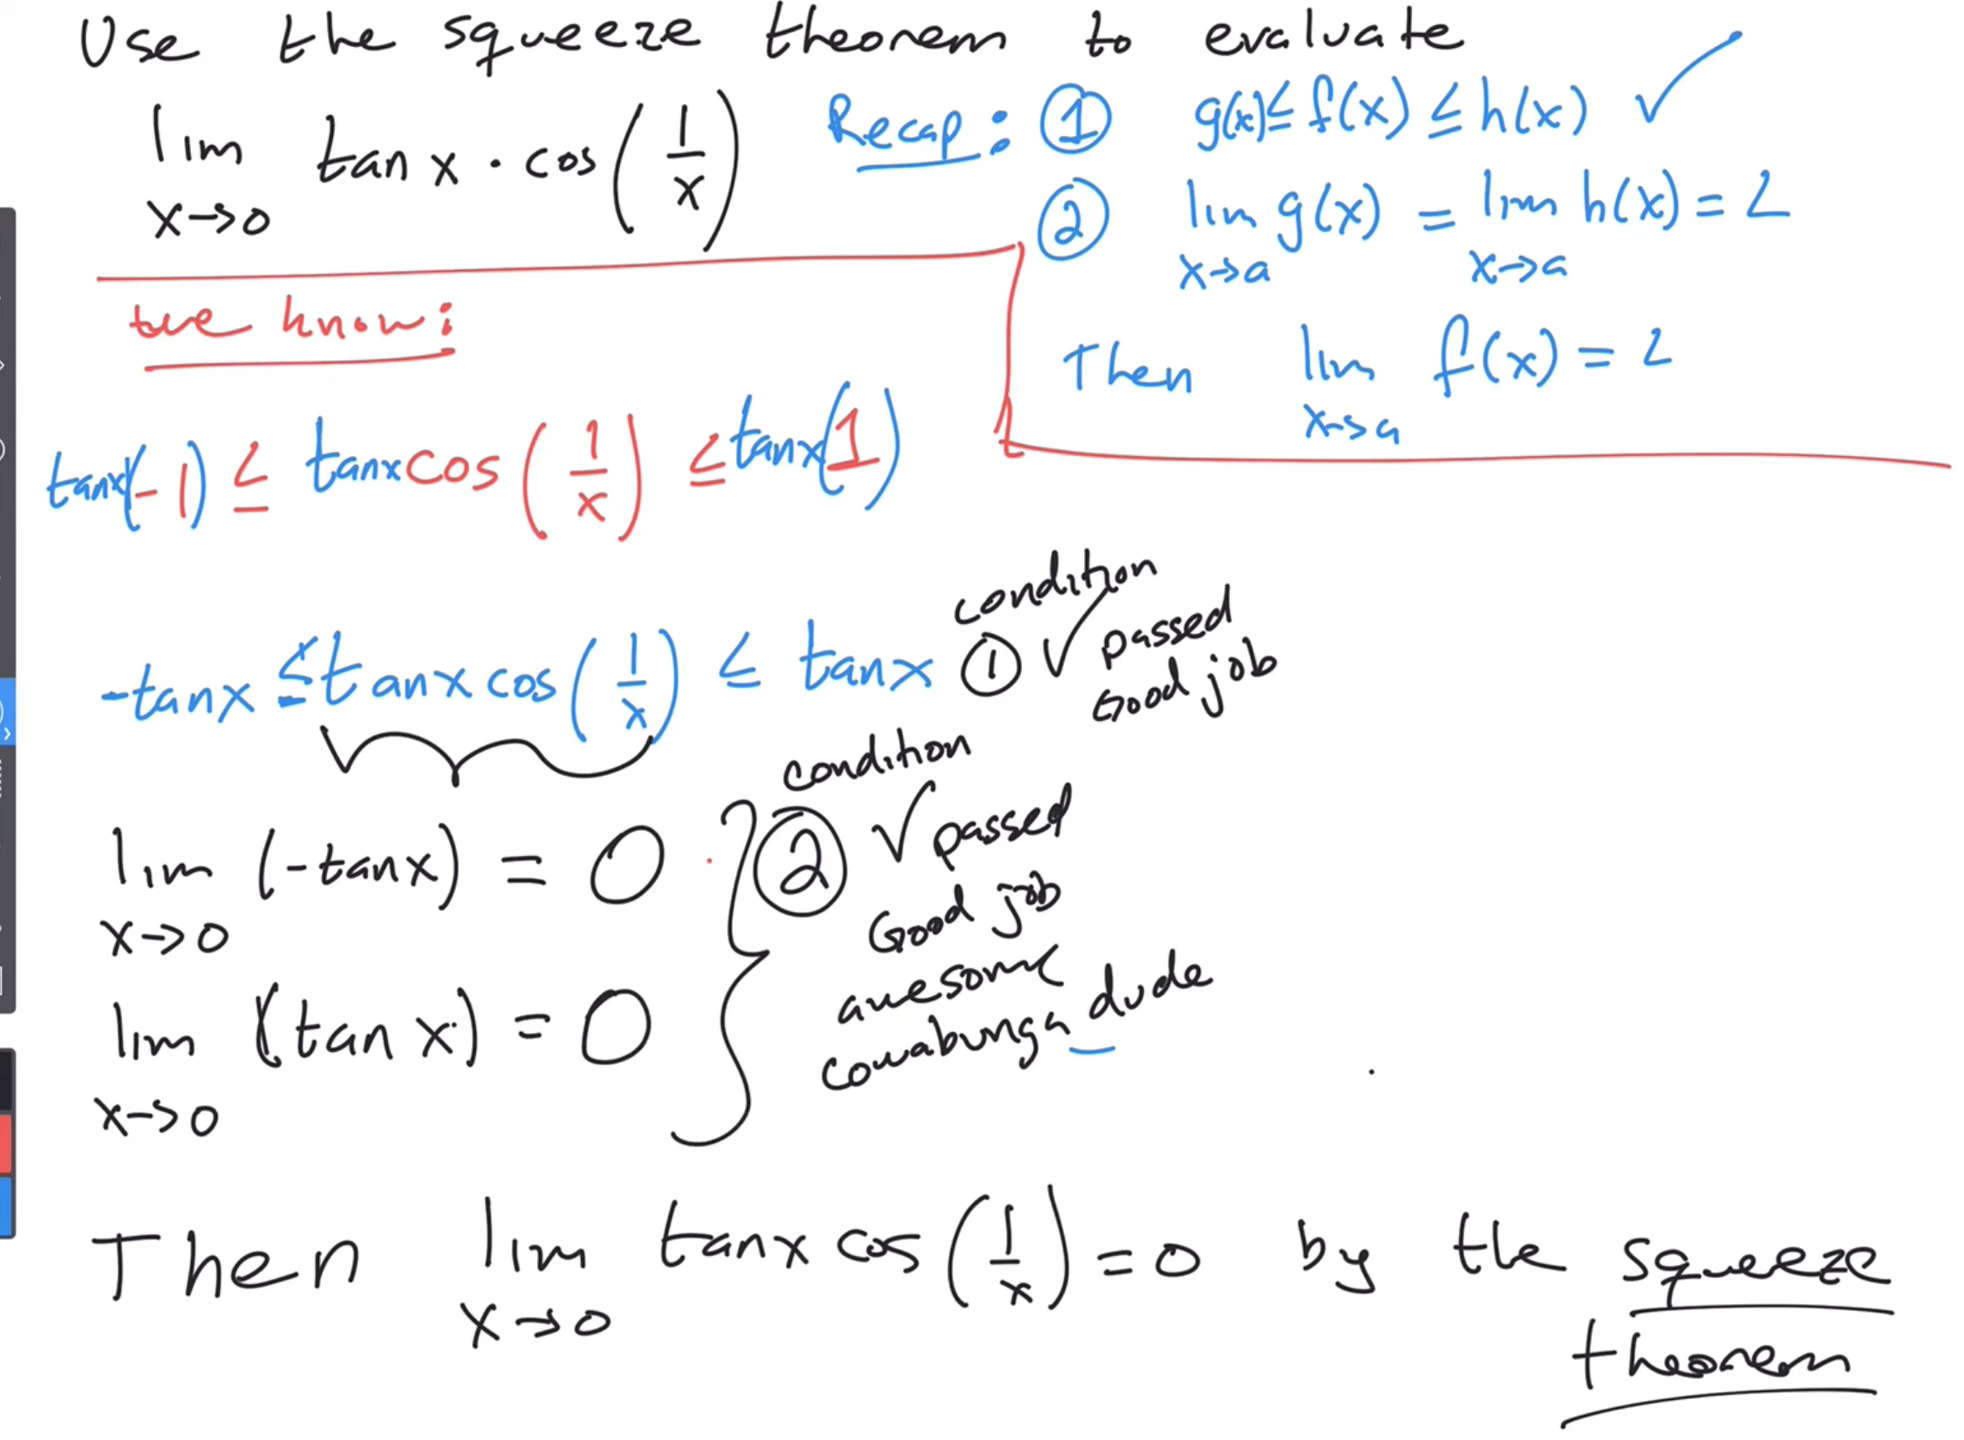 Use the squeeze theorem to evaluate
lim x→0 tan x · cos(1/x)
Recap: ① g(x) ≤ f(x) ≤ h(x) ✓
② lim x→a g(x) = lim x→a h(x) = L
Then lim x→a f(x) = L
we know:
tanx(-1) ≤ tanx cos(1/x) ≤ tanx(1)
-tanx ≤ tanx cos(1/x) ≤ tanx
condition
① ✓ passed
Good job
lim x→0 (-tanx) = 0
lim x→0 (tan x) = 0
condition
② ✓ passed
Good job
awesome
cowabunga dude
Then lim x→0 tanx cos(1/x) = 0 by the squeeze
theorem